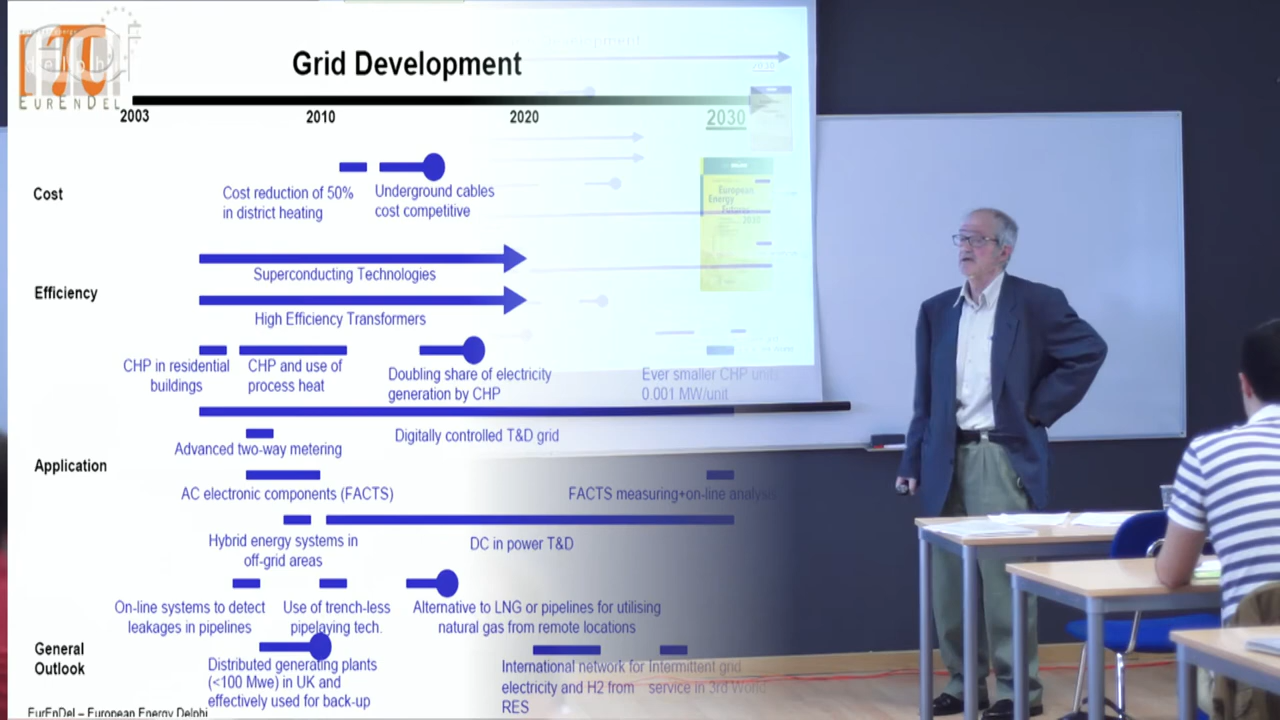 EurEnDel
Grid Development
2003 2010 2020 2030
Cost
Cost reduction of 50%
in district heating
Underground cables
cost competitive
Efficiency
Superconducting Technologies
High Efficiency Transformers
CHP in residential
buildings
CHP and use of
process heat
Doubling share of electricity
generation by CHP
Ever smaller CHP units
0.001 MW/unit
Digitally controlled T&D grid
Advanced two-way metering
Application
AC electronic components (FACTS)
FACTS measuring+on-line analysis
Hybrid energy systems in
off-grid areas
DC in power T&D
On-line systems to detect
leakages in pipelines
Use of trench-less
pipelaying tech.
Alternative to LNG or pipelines for utilising
natural gas from remote locations
General
Outlook
Distributed generating plants
(<100 Mwe) in UK and
effectively used for back-up
International network for
electricity and H2 from
RES
Intermittent grid
service in 3rd World
EurEnDel – European Energy Delphi
European
Energy
Futures
2030